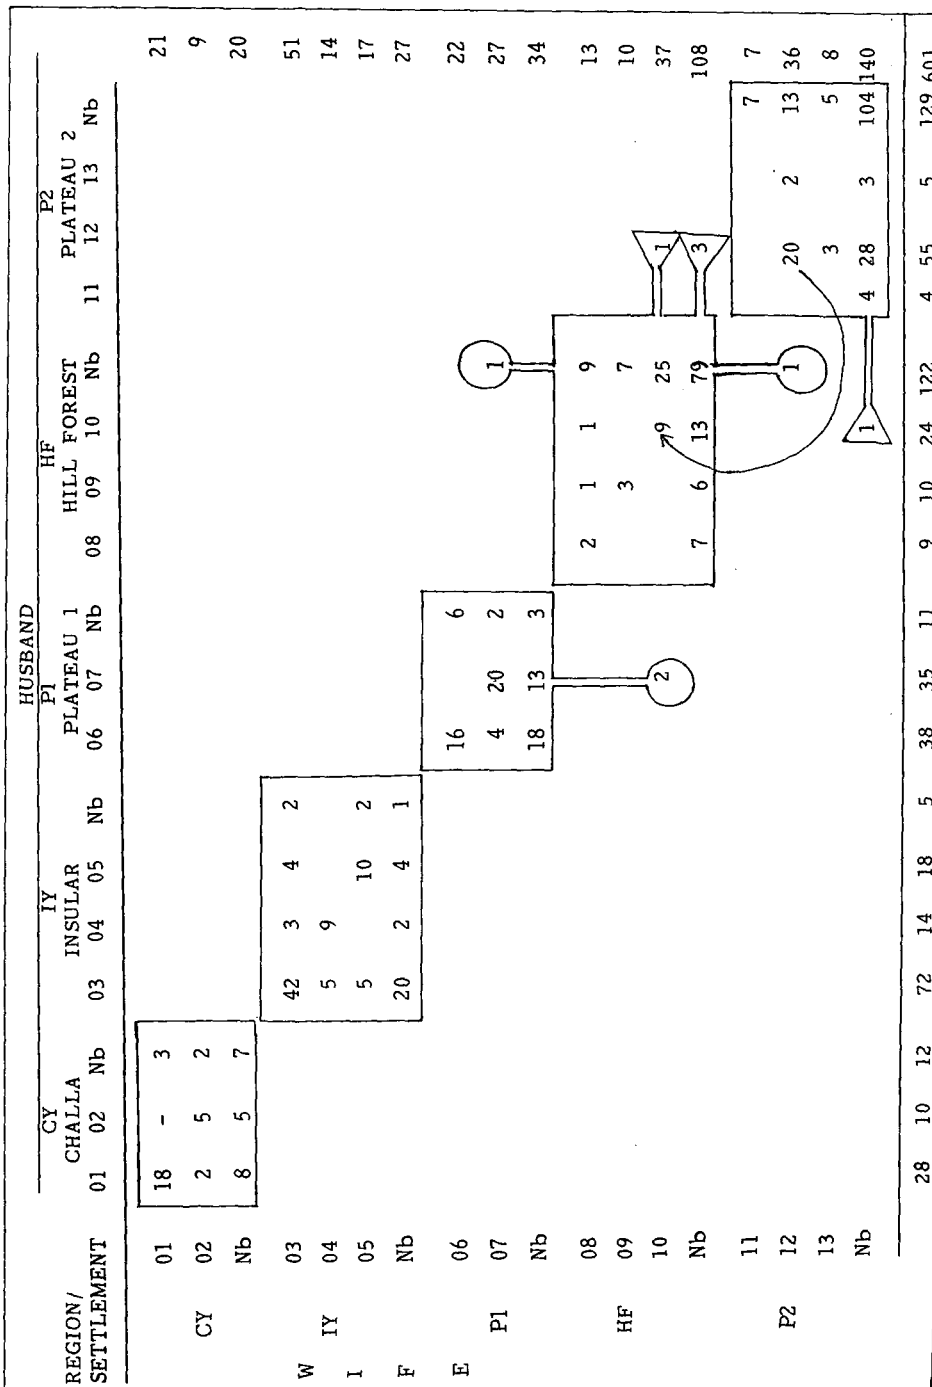 HUSBAND
CY IY P1 HF P2
REGION/ CHALLA INSULAR PLATEAU 1 HILL FOREST PLATEAU 2
SETTLEMENT 01 02 Nb 03 04 05 Nb 06 07 Nb 08 09 10 Nb 11 12 13 Nb
01 18 - 3 21
CY 02 2 5 2 9
Nb 8 5 7 20
W 03 42 3 4 2 51
IY 04 5 9 14
I 05 5 10 2 17
F Nb 20 2 4 1 27
E 06 16 6 22
P1 07 4 20 2 1 27
Nb 18 13 3 34
08 2 1 1 9 13
HF 09 3 7 10
10 2 9 25 1 37
Nb 7 6 13 79 3 108
11 7 7
P2 12 1 20 2 13 36
13 3 5 8
Nb 1 4 28 3 104 140
28 10 12 72 14 18 5 38 35 11 9 10 24 122 4 55 5 129 601